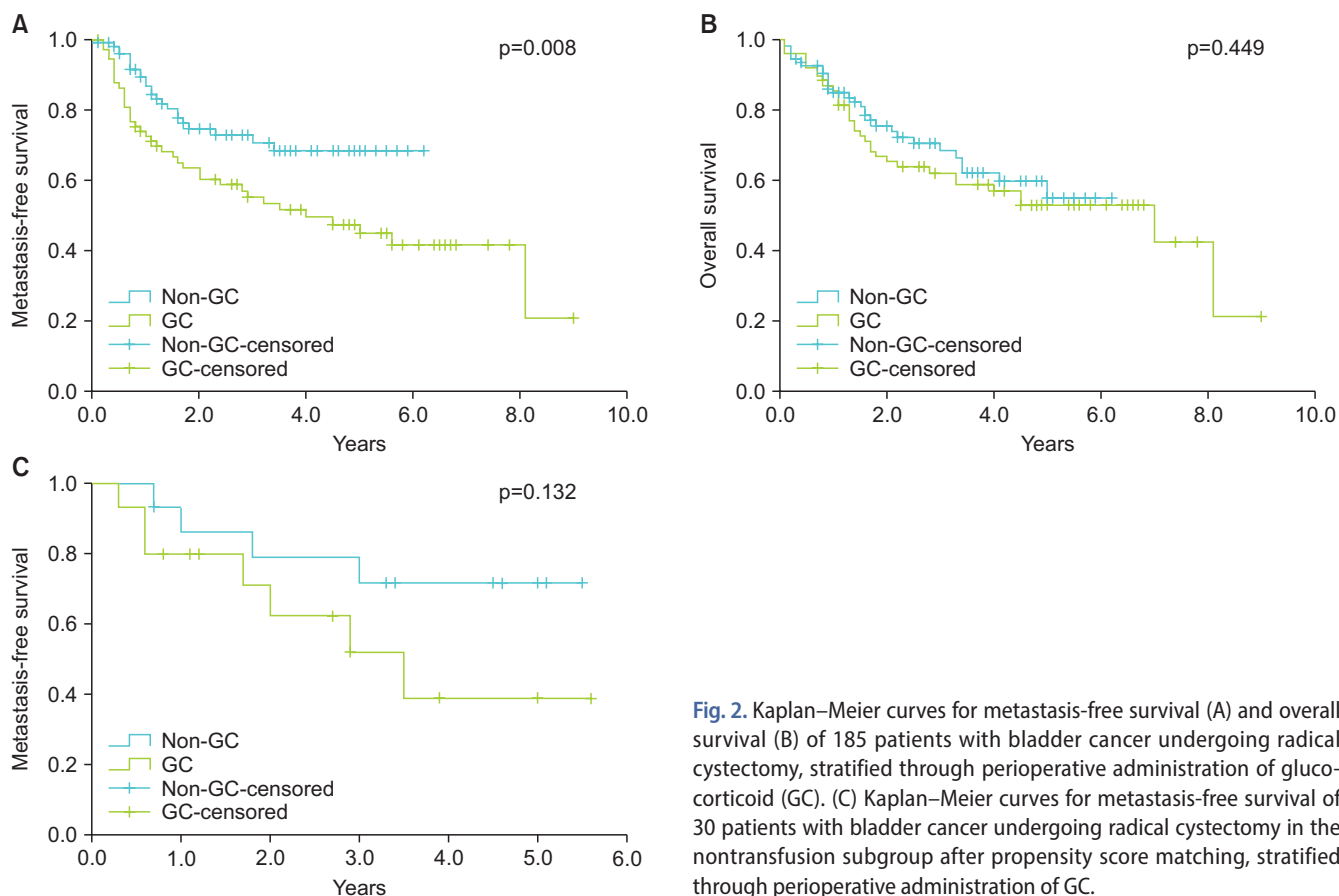 A
p=0.008
Metastasis-free survival
1.0
0.8
0.6
0.4
0.2
0.0
Non-GC
GC
Non-GC-censored
GC-censored
0.0 2.0 4.0 6.0 8.0 10.0
Years
B
p=0.449
Overall survival
1.0
0.8
0.6
0.4
0.2
0.0
Non-GC
GC
Non-GC-censored
GC-censored
0.0 2.0 4.0 6.0 8.0 10.0
Years
C
p=0.132
Metastasis-free survival
1.0
0.8
0.6
0.4
0.2
0.0
Non-GC
GC
Non-GC-censored
GC-censored
0.0 1.0 2.0 3.0 4.0 5.0 6.0
Years
Fig. 2. Kaplan–Meier curves for metastasis-free survival (A) and overall
survival (B) of 185 patients with bladder cancer undergoing radical
cystectomy, stratified through perioperative administration of gluco-
corticoid (GC). (C) Kaplan–Meier curves for metastasis-free survival of
30 patients with bladder cancer undergoing radical cystectomy in the
nontransfusion subgroup after propensity score matching, stratified
through perioperative administration of GC.